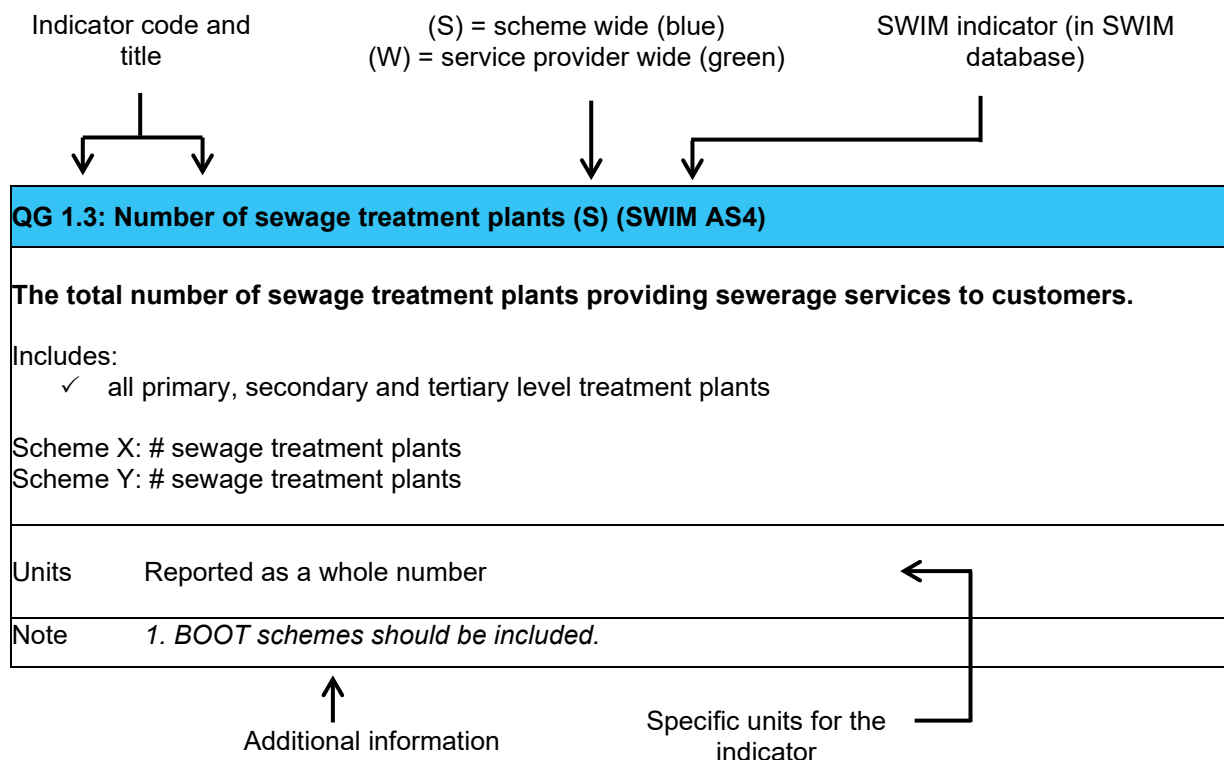 Indicator code and
title
(S) = scheme wide (blue)
(W) = service provider wide (green)
SWIM indicator (in SWIM
database)
QG 1.3: Number of sewage treatment plants (S) (SWIM AS4)
The total number of sewage treatment plants providing sewerage services to customers.
Includes:
✓ all primary, secondary and tertiary level treatment plants
Scheme X: # sewage treatment plants
Scheme Y: # sewage treatment plants
Units Reported as a whole number
Note 1. BOOT schemes should be included.
Additional information
Specific units for the
indicator